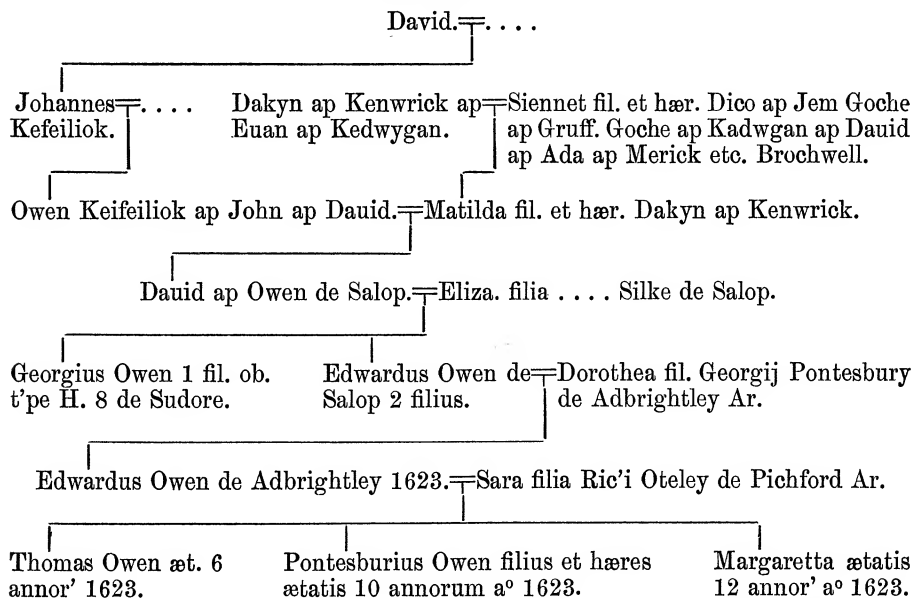 David. . . . .
Johannes . . . .
Kefeiliok.
Dakyn ap Kenwrick ap
Euan ap Kedwygan.
Siennet fil. et hær. Dico ap Jem Goche
ap Gruff. Goche ap Kadwgan ap Dauid
ap Ada ap Merick etc. Brochwell.
Owen Keifeiliok ap John ap Dauid.
Matilda fil. et hær. Dakyn ap Kenwrick.
Dauid ap Owen de Salop.
Eliza. filia . . . . Silke de Salop.
Georgius Owen 1 fil. ob.
t'pe H. 8 de Sudore.
Edwardus Owen de
Salop 2 filius.
Dorothea fil. Georgij Pontesbury
de Adbrightley Ar.
Edwardus Owen de Adbrightley 1623.
Sara filia Ric'i Oteley de Pichford Ar.
Thomas Owen æt. 6
annor' 1623.
Pontesburius Owen filius et hæres
ætatis 10 annorum aº 1623.
Margaretta ætatis
12 annor' aº 1623.